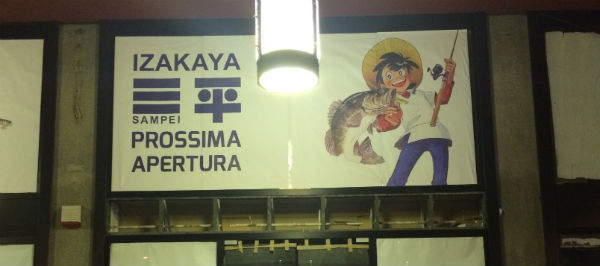 IZAKAYA
三平
SAMPEI
PROSSIMA
APERTURA